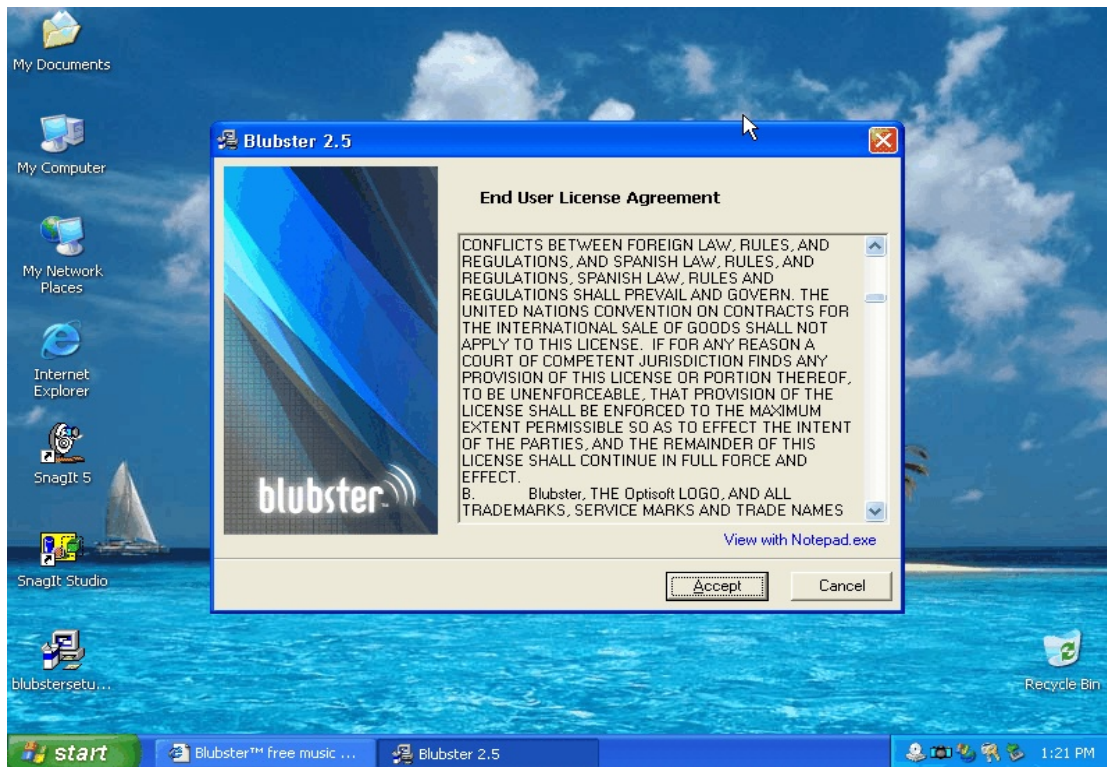 My Documents
My Computer
My Network
Places
Internet
Explorer
SnagIt 5
SnagIt Studio
blubstersetu...
Blubster 2.5
End User License Agreement
CONFLICTS BETWEEN FOREIGN LAW, RULES, AND
REGULATIONS, AND SPANISH LAW, RULES, AND
REGULATIONS, SPANISH LAW, RULES AND
REGULATIONS SHALL PREVAIL AND GOVERN. THE
UNITED NATIONS CONVENTION ON CONTRACTS FOR
THE INTERNATIONAL SALE OF GOODS SHALL NOT
APPLY TO THIS LICENSE.  IF FOR ANY REASON A
COURT OF COMPETENT JURISDICTION FINDS ANY
PROVISION OF THIS LICENSE OR PORTION THEREOF,
TO BE UNENFORCEABLE, THAT PROVISION OF THE
LICENSE SHALL BE ENFORCED TO THE MAXIMUM
EXTENT PERMISSIBLE SO AS TO EFFECT THE INTENT
OF THE PARTIES, AND THE REMAINDER OF THIS
LICENSE SHALL CONTINUE IN FULL FORCE AND
EFFECT.
B. Blubster, THE Optisoft LOGO, AND ALL
TRADEMARKS, SERVICE MARKS AND TRADE NAMES
blubster
View with Notepad.exe
Accept
Cancel
Recycle Bin
start
Blubster™ free music ...
Blubster 2.5
1:21 PM